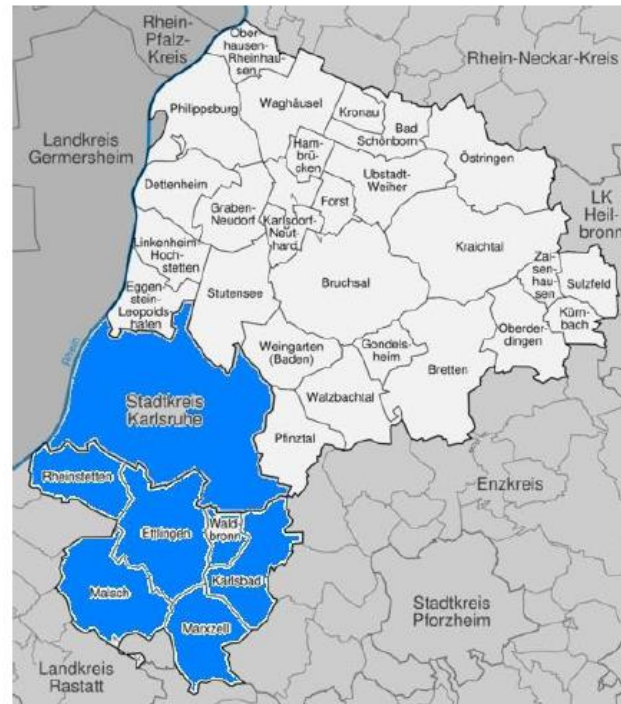 Rhein-
Pfalz-
Kreis
Ober-
hausen-
Rheinhau-
sen
Rhein-Neckar-Kreis
Philippsburg
Waghäusel
Kronau
Bad
Schönborn
Landkreis
Germersheim
Ham-
brücken
Östringen
Dettenheim
Ubstadt-
Weiher
Graben-
Neudorf
Forst
Karlsdorf-
Neut-
hard
LK
Heil-
bronn
Linkenheim-
Hoch-
stetten
Kraichtal
Zai-
sen-
hau-
sen
Sulzfeld
Eggen-
stein-
Leopolds-
hafen
Stutensee
Bruchsal
Kürn-
bach
Oberder-
dingen
Rhein
Weingarten
(Baden)
Gondels-
heim
Bretten
Stadtkreis
Karlsruhe
Walzbachtal
Pfinztal
Rheinstetten
Enzkreis
Ettlingen
Wald-
bronn
Karlsbad
Malsch
Marxzell
Stadtkreis
Pforzheim
Landkreis
Rastatt